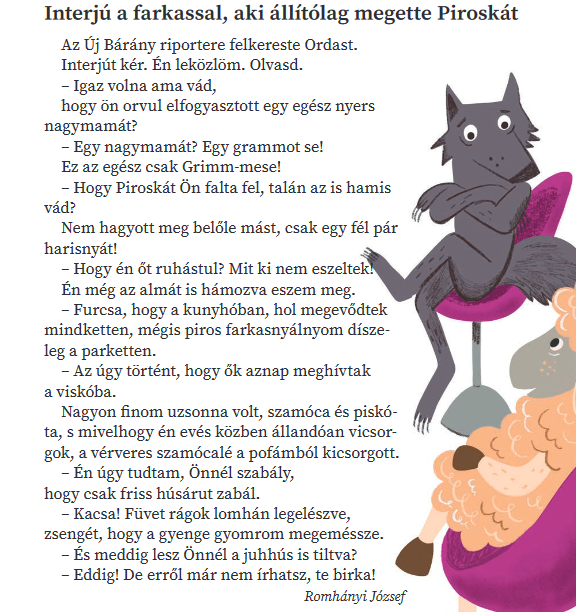 Interjú a farkassal, aki állítólag megette Piroskát
Az Új Bárány riportere felkereste Ordast.
Interjút kér. Én leközlöm. Olvasd.
– Igaz volna ama vád,
hogy ön orvul elfogyasztott egy egész nyers
nagymamát?
– Egy nagymamát? Egy grammot se!
Ez az egész csak Grimm-mese!
– Hogy Piroskát Ön falta fel, talán az is hamis
vád?
Nem hagyott meg belőle mást, csak egy fél pár
harisnyát!
– Hogy én őt ruhástul? Mit ki nem eszeltek!
Én még az almát is hámozva eszem meg.
– Furcsa, hogy a kunyhóban, hol megevődtek
mindketten, mégis piros farkasnyálnyom dísze-
leg a parketten.
– Az úgy történt, hogy ők aznap meghívtak
a viskóba.
Nagyon finom uzsonna volt, szamóca és piskó-
ta, s mivelhogy én evés közben állandóan vicsor-
gok, a vérveres szamócalé a pofámból kicsorgott.
– Én úgy tudtam, Önnél szabály,
hogy csak friss húsárut zabál.
– Kacsa! Füvet rágok lomhán legelészve,
zsengét, hogy a gyenge gyomrom megeméssze.
– És meddig lesz Önnél a juhhús is tiltva?
– Eddig! De erről már nem írhatsz, te birka!
Romhányi József